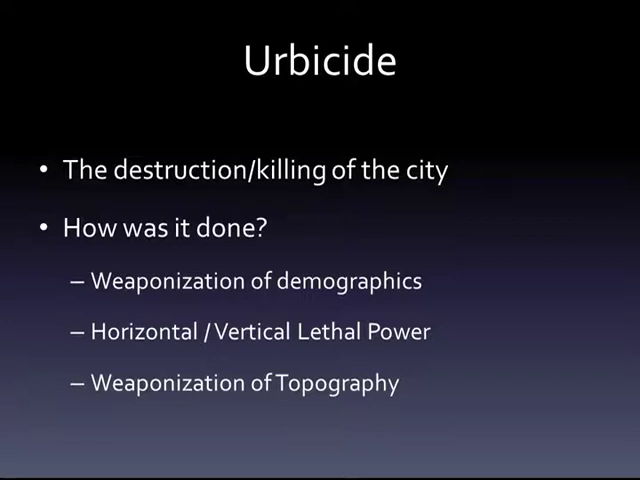 Urbicide
• The destruction/killing of the city
• How was it done?
– Weaponization of demographics
– Horizontal / Vertical Lethal Power
– Weaponization of Topography